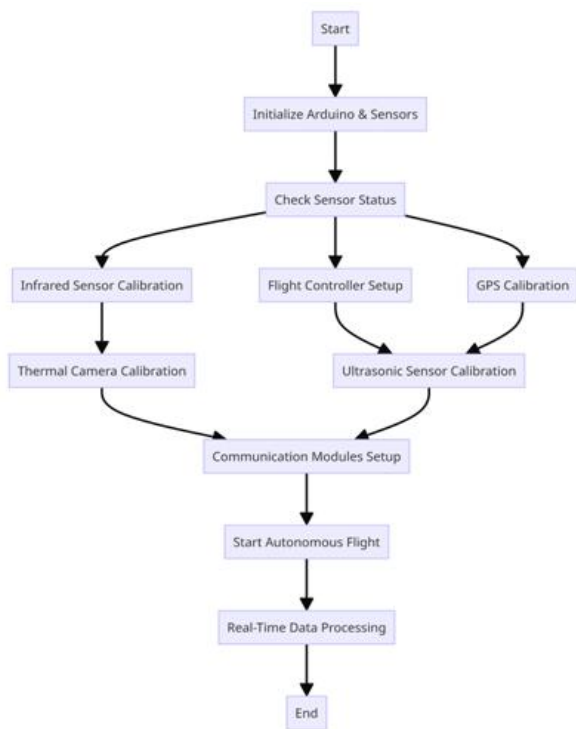 Start
Initialize Arduino & Sensors
Check Sensor Status
Infrared Sensor Calibration
Flight Controller Setup
GPS Calibration
Thermal Camera Calibration
Ultrasonic Sensor Calibration
Communication Modules Setup
Start Autonomous Flight
Real-Time Data Processing
End